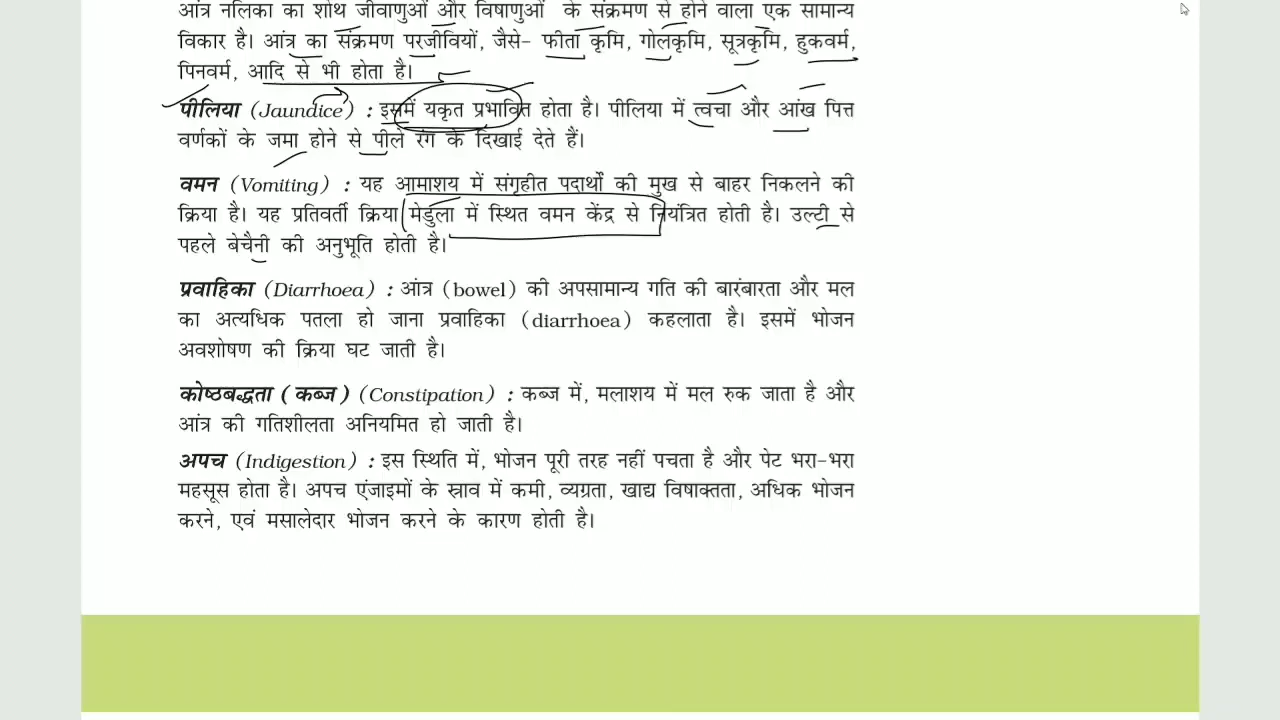 आंत्र नलिका का शोथ जीवाणुओं और विषाणुओं के संक्रमण से होने वाला एक सामान्य
विकार है। आंत्र का संक्रमण परजीवियों, जैसे- फीता कृमि, गोलकृमि, सूत्रकृमि, हुकवर्म,
पिनवर्म, आदि से भी होता है।
पीलिया (Jaundice) : इसमें यकृत प्रभावित होता है। पीलिया में त्वचा और आंख पित्त
वर्णकों के जमा होने से पीले रंग के दिखाई देते हैं।
वमन (Vomiting) : यह आमाशय में संगृहीत पदार्थों की मुख से बाहर निकलने की
क्रिया है। यह प्रतिवर्ती क्रिया मेडुला में स्थित वमन केंद्र से नियंत्रित होती है। उल्टी से
पहले बेचैनी की अनुभूति होती है।
प्रवाहिका (Diarrhoea) : आंत्र (bowel) की अपसामान्य गति की बारंबारता और मल
का अत्यधिक पतला हो जाना प्रवाहिका (diarrhoea) कहलाता है। इसमें भोजन
अवशोषण की क्रिया घट जाती है।
कोष्ठबद्धता (कब्ज) (Constipation) : कब्ज में, मलाशय में मल रुक जाता है और
आंत्र की गतिशीलता अनियमित हो जाती है।
अपच (Indigestion) : इस स्थिति में, भोजन पूरी तरह नहीं पचता है और पेट भरा-भरा
महसूस होता है। अपच एंजाइमों के स्राव में कमी, व्यग्रता, खाद्य विषाक्तता, अधिक भोजन
करने, एवं मसालेदार भोजन करने के कारण होती है।